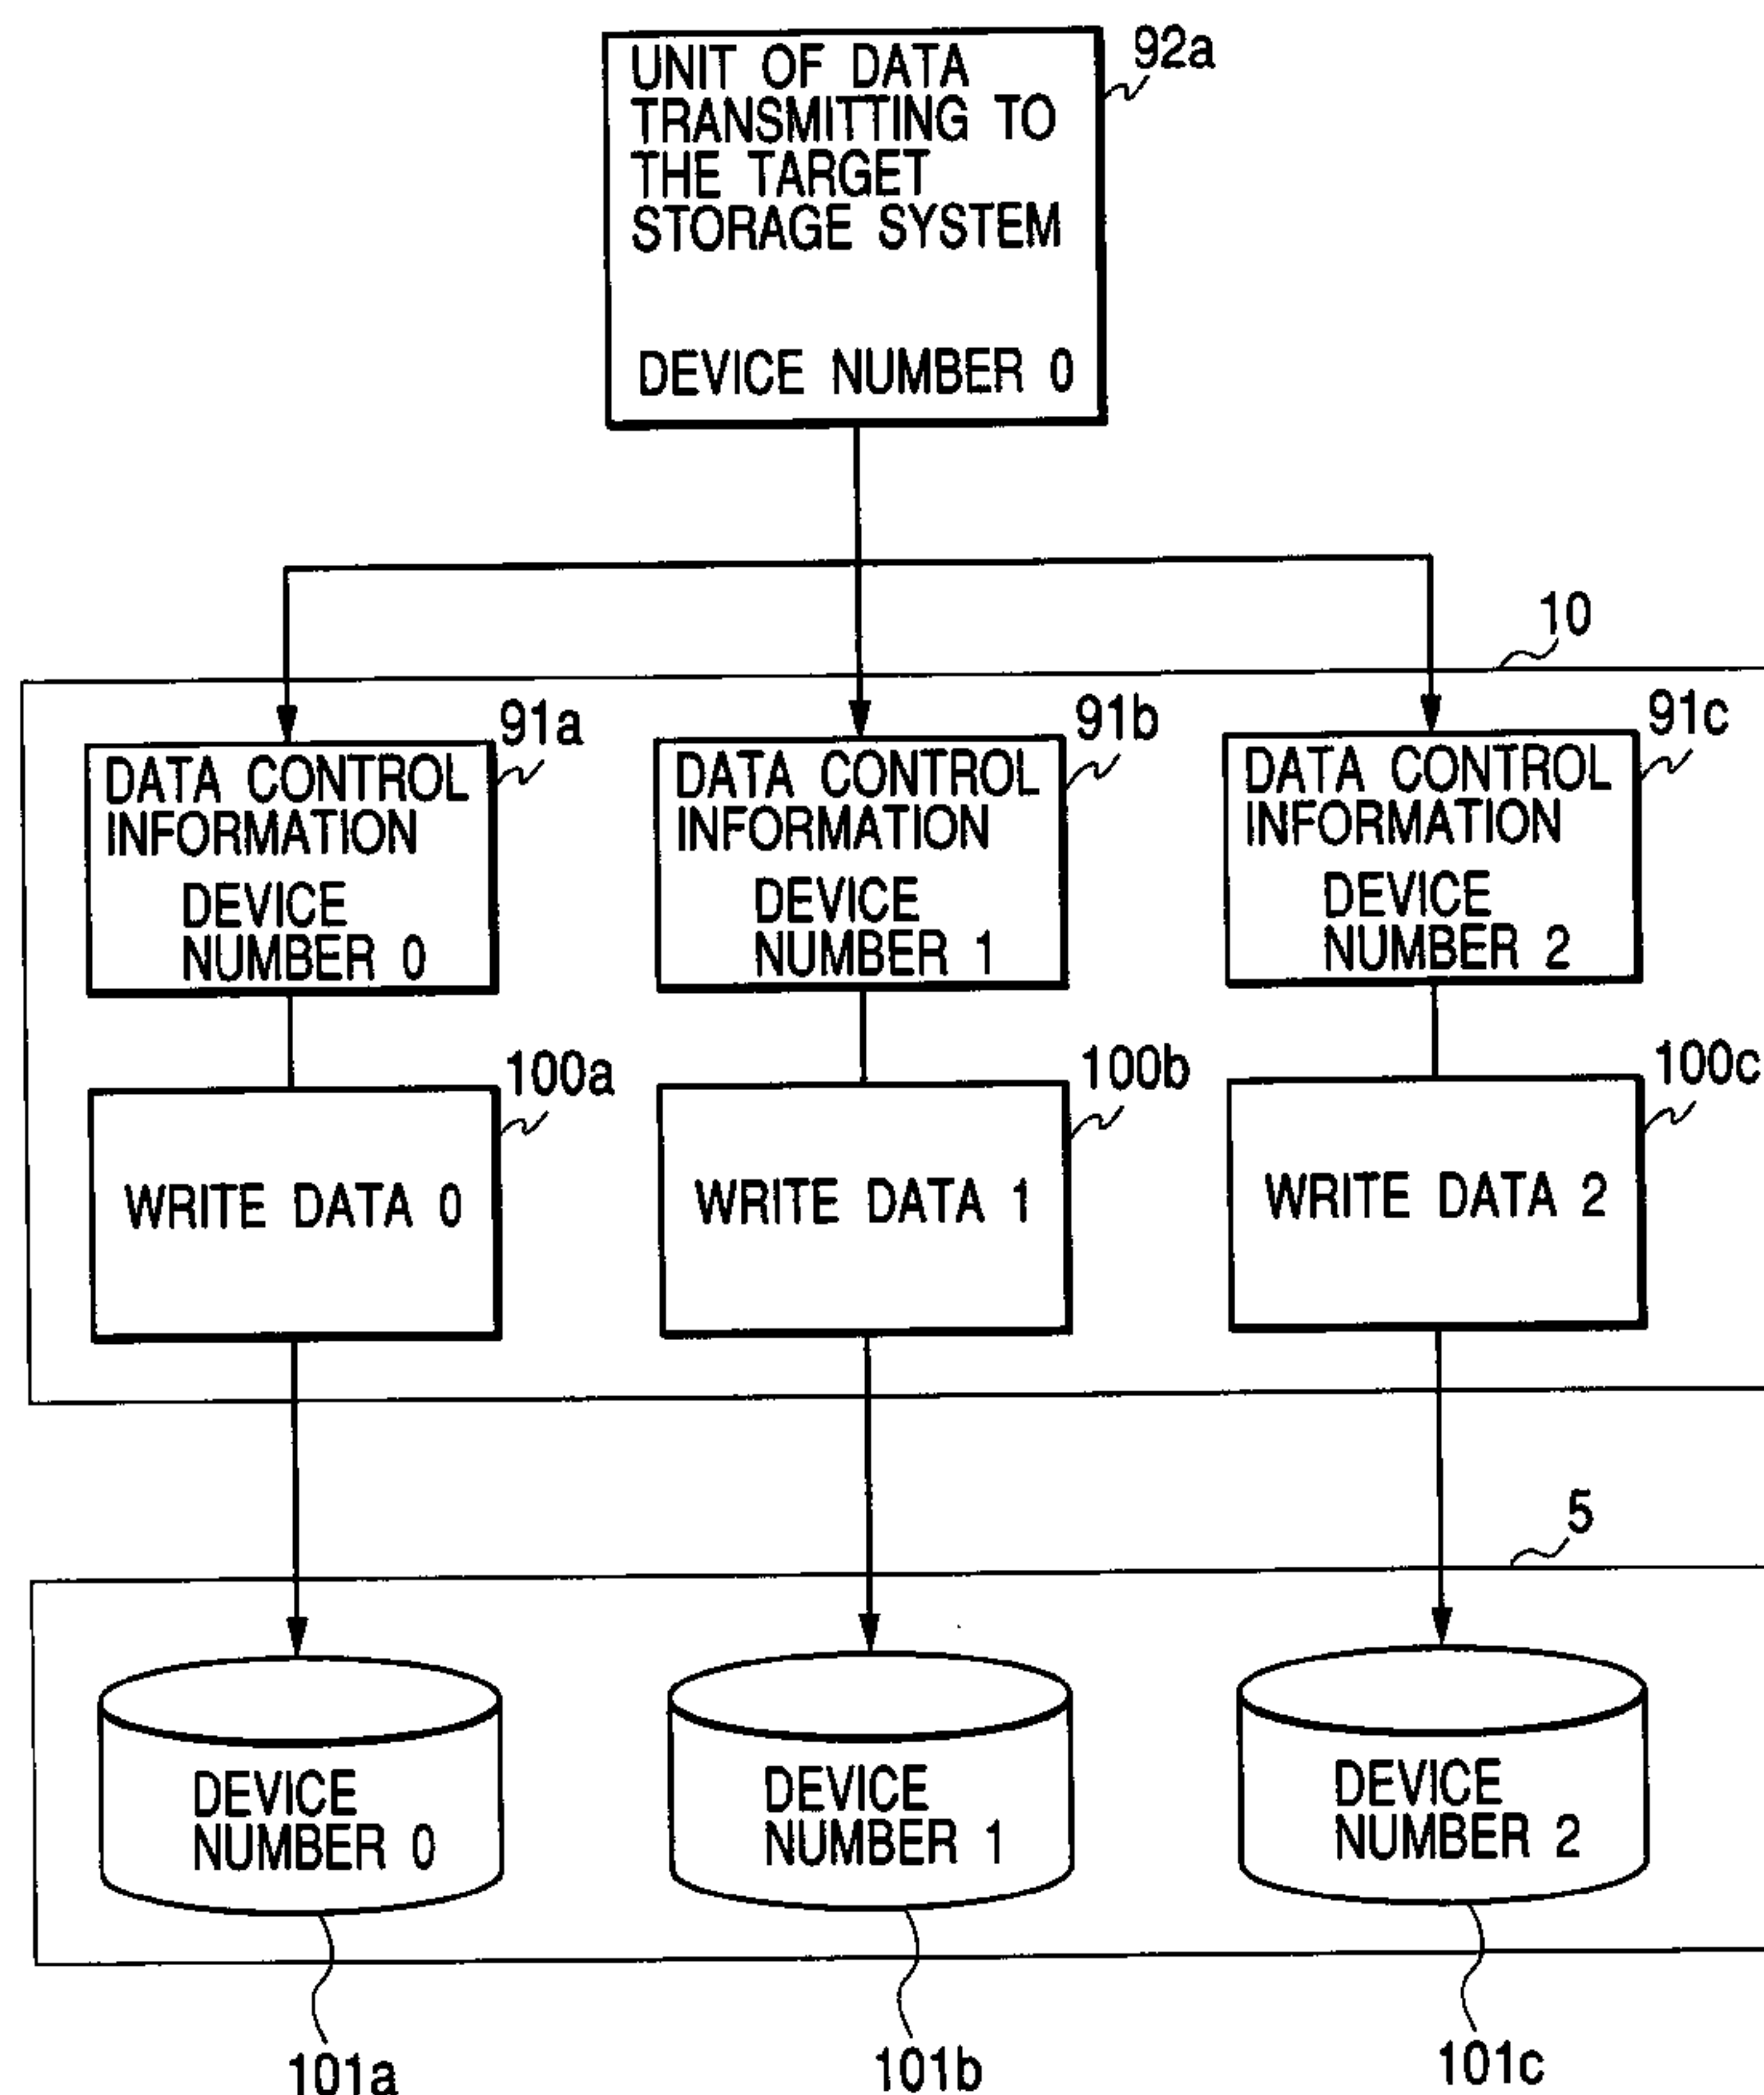 92a
UNIT OF DATA
TRANSMITTING TO
THE TARGET
STORAGE SYSTEM
DEVICE NUMBER 0
10
91a
DATA CONTROL
INFORMATION
DEVICE
NUMBER 0
91b
DATA CONTROL
INFORMATION
DEVICE
NUMBER 1
91c
DATA CONTROL
INFORMATION
DEVICE
NUMBER 2
100a
WRITE DATA 0
100b
WRITE DATA 1
100c
WRITE DATA 2
5
DEVICE
NUMBER 0
DEVICE
NUMBER 1
DEVICE
NUMBER 2
101a
101b
101c